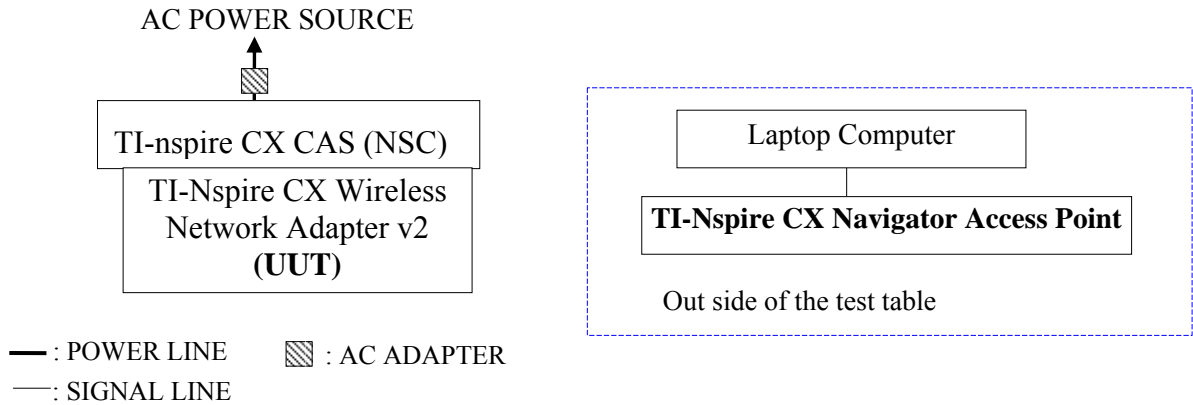 AC POWER SOURCE
TI-nspire CX CAS (NSC)
TI-Nspire CX Wireless
Network Adapter v2
(UUT)
Laptop Computer
TI-Nspire CX Navigator Access Point
Out side of the test table
: POWER LINE
: AC ADAPTER
: SIGNAL LINE